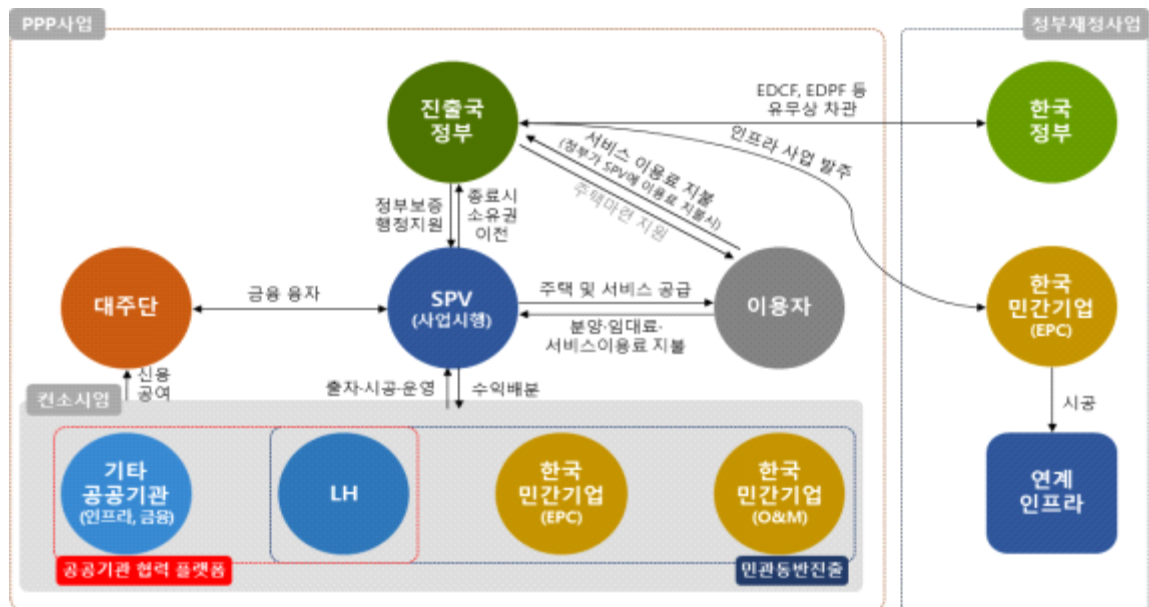 PPP사업
정부재정사업
진출국
정부
EDCF, EDPF 등
유무상 차관
한국
정부
인프라 사업 발주
서비스 이용료 지불
(정부가 SPV에 이용료 지불시)
주택마련 지원
정부보증
행정지원
종료시
소유권
이전
대주단
금융 융자
SPV
(사업시행)
주택 및 서비스 공급
분양·임대료·
서비스이용료 지불
이용자
한국
민간기업
(EPC)
신용
공여
출자·시공·운영
수익배분
시공
컨소시엄
기타
공공기관
(인프라, 금융)
LH
한국
민간기업
(EPC)
한국
민간기업
(O&M)
연계
인프라
공공기관 협력 플랫폼
민관동반진출